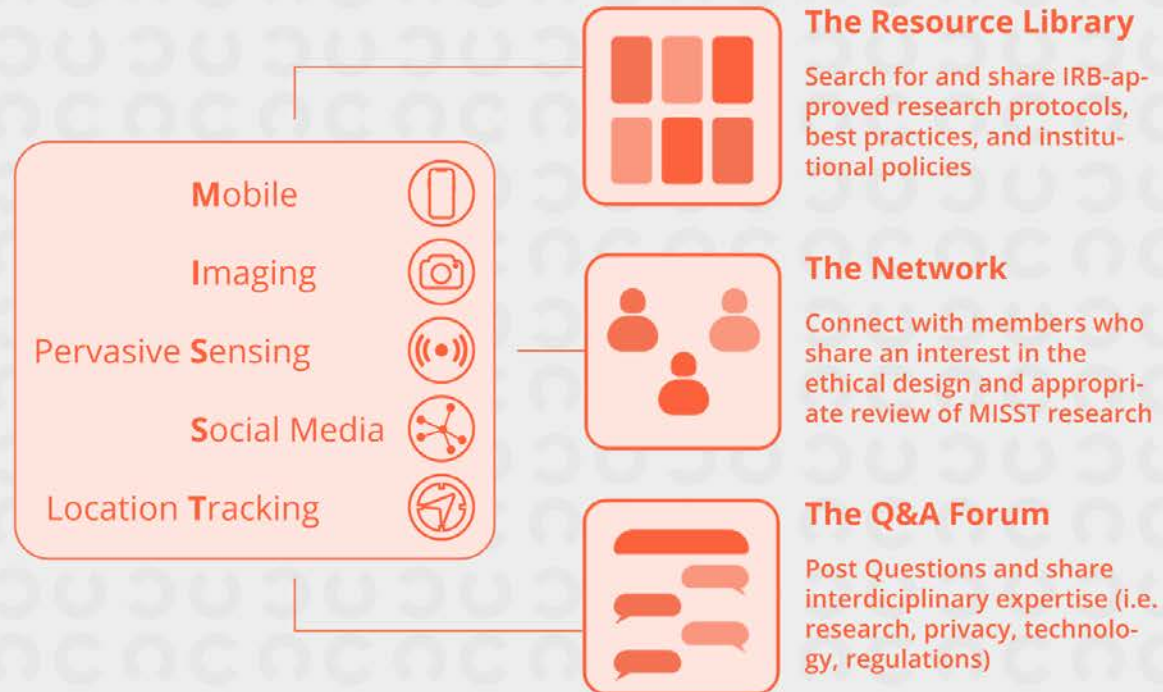 Mobile
Imaging
Pervasive Sensing
Social Media
Location Tracking
The Resource Library
Search for and share IRB-ap-
proved research protocols,
best practices, and institu-
tional policies
The Network
Connect with members who
share an interest in the
ethical design and appropri-
ate review of MISST research
The Q&A Forum
Post Questions and share
interdiciplinary expertise (i.e.
research, privacy, technolo-
gy, regulations)